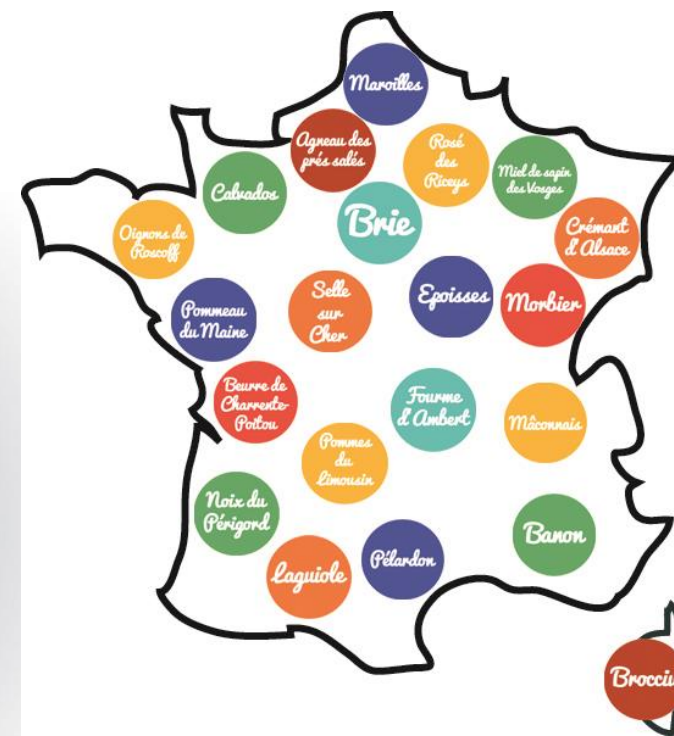 Maroilles
Agneau des
prés salés
Rosé
des
Riceys
Miel de sapin
des Vosges
Calvados
Brie
Oignons de
Roscoff
Crémant
d'Alsace
Selle
sur
Cher
Epoisses
Morbier
Pommeau
du Maine
Beurre de
Charrente-
Poitou
Fourme
d'Ambert
Mâconnais
Pommes
du
Limousin
Noix du
Périgord
Banon
Laguiole
Pélardon
Brocciu